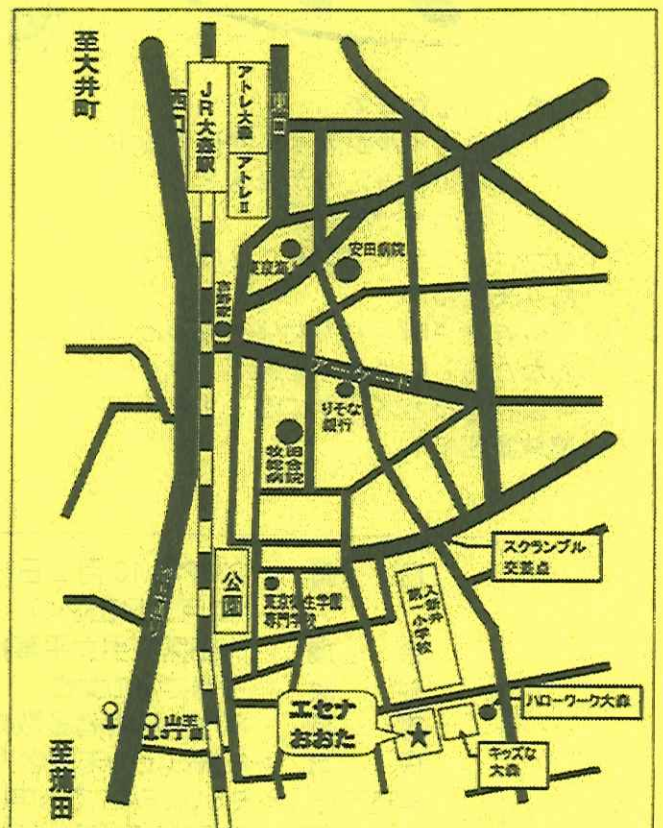 至大井町
西口
JR大森駅
アトレ大森
アトレⅡ
東口
安田病院
吉野家
アーケード
りそな
銀行
牧田
総合
病院
スクランブル
交差点
公園
東京衛生学園
専門学校
入新井
第一小学校
ハローワーク大森
エセナ
おおた
キッズな
大森
山王
3丁目
至蒲田